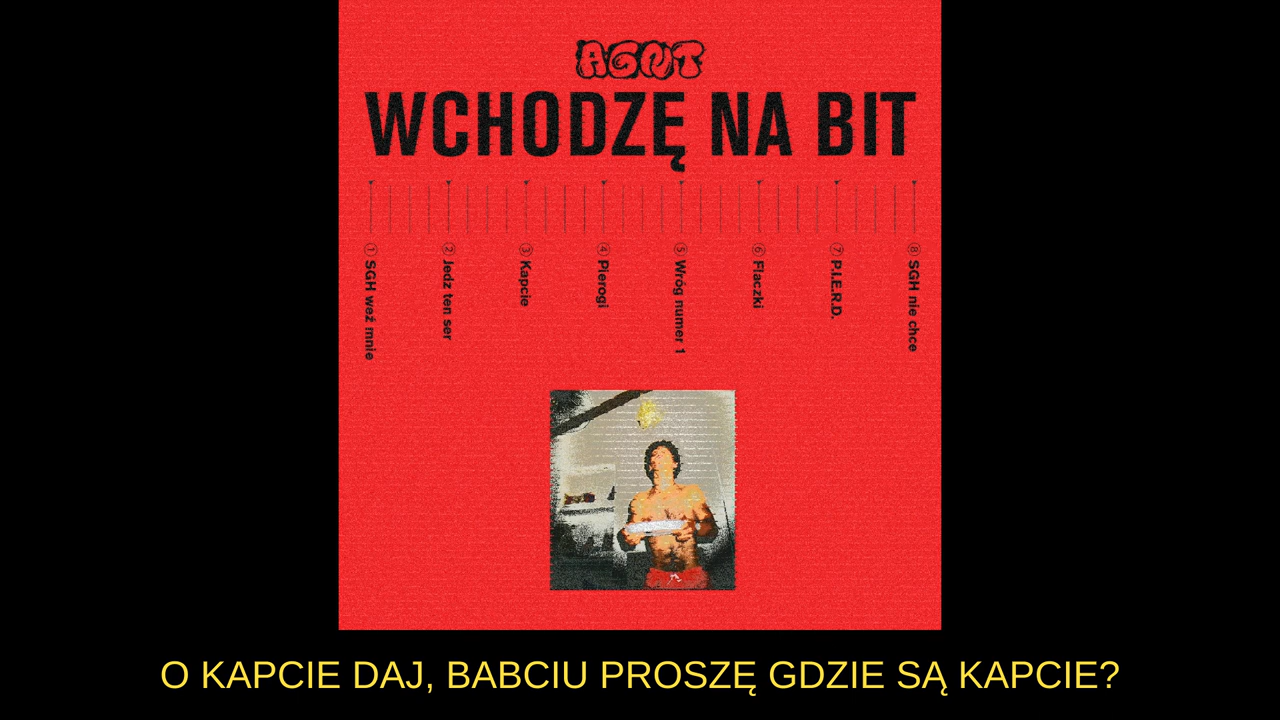 AGNT
WCHODZĘ NA BIT
① SGH weź mnie
② Jedz ten ser
③ Kapcie
④ Pierogi
⑤ Wróg numer 1
⑥ Flaczki
⑦ P.I.E.R.D.
⑧ SGH nie chce
O KAPCIE DAJ, BABCIU PROSZĘ GDZIE SĄ KAPCIE?